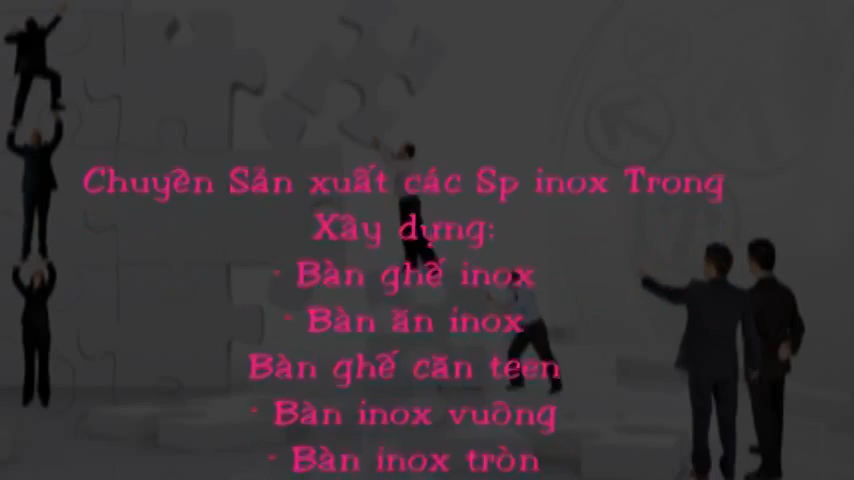 Chuyên Sản xuất các Sp inox Trong
Xây dựng:
- Bàn ghế inox
- Bàn ăn inox
Bàn ghế căn teen
- Bàn inox vuông
- Bàn inox tròn